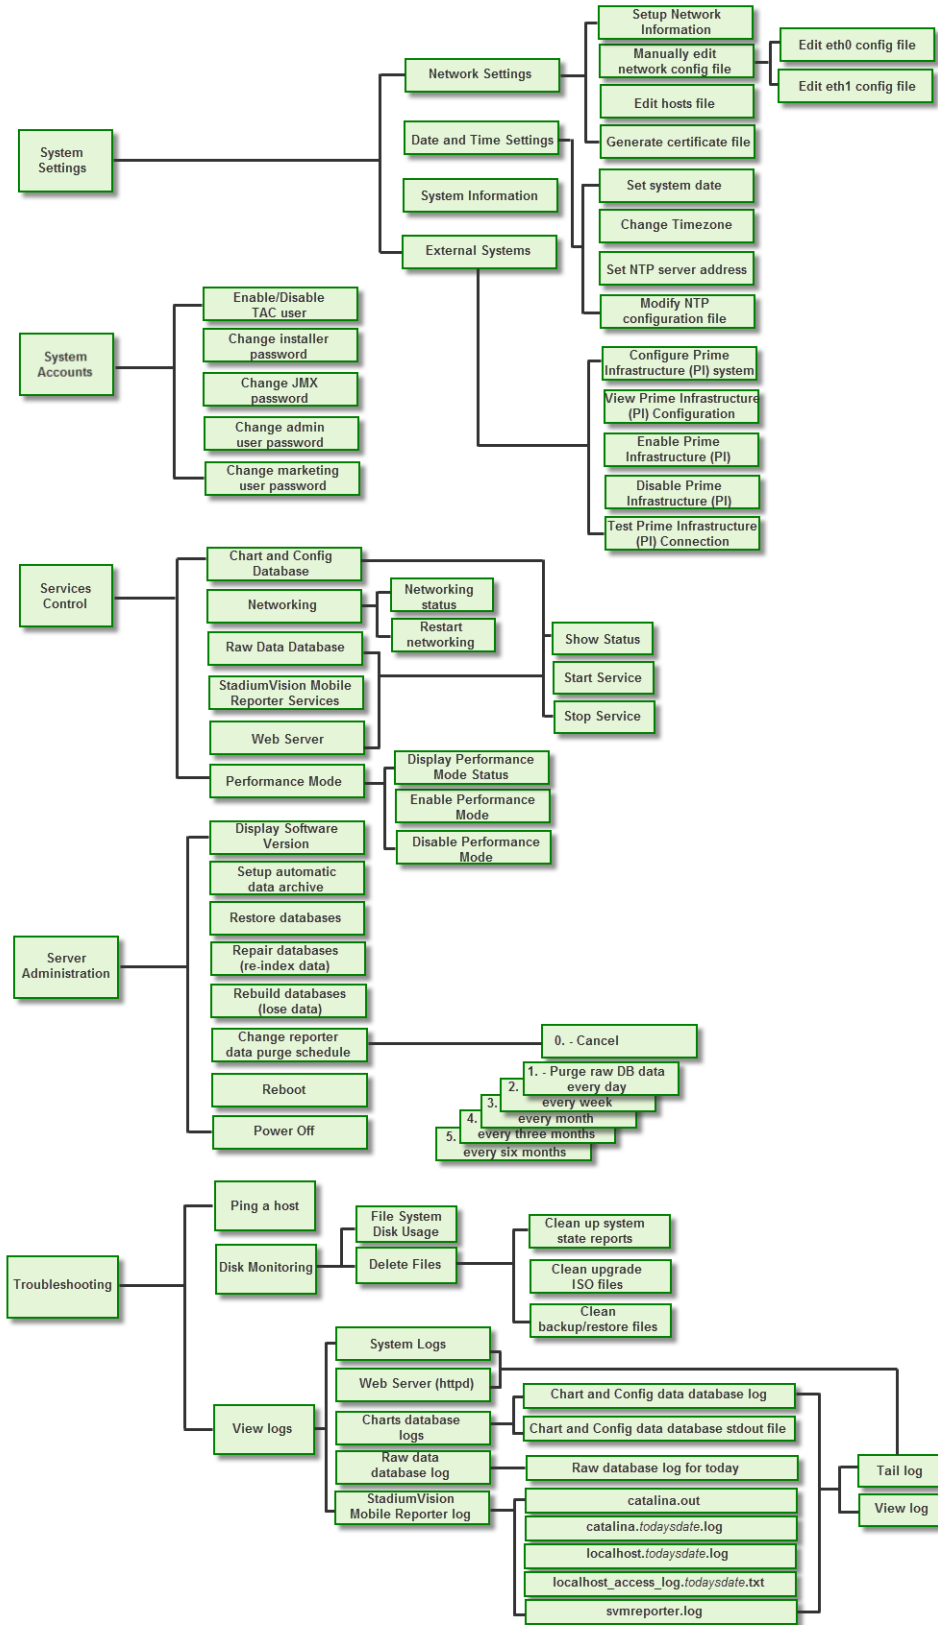 System
Settings
Network Settings
Date and Time Settings
System Information
External Systems
Setup Network
Information
Manually edit
network config file
Edit hosts file
Generate certificate file
Edit eth0 config file
Edit eth1 config file
Set system date
Change Timezone
Set NTP server address
Modify NTP
configuration file
Configure Prime
Infrastructure (PI) system
View Prime Infrastructure
(PI) Configuration
Enable Prime
Infrastructure (PI)
Disable Prime
Infrastructure (PI)
Test Prime Infrastructure
(PI) Connection
System
Accounts
Enable/Disable
TAC user
Change installer
password
Change JMX
password
Change admin
user password
Change marketing
user password
Services
Control
Chart and Config
Database
Networking
Raw Data Database
StadiumVision Mobile
Reporter Services
Web Server
Performance Mode
Networking
status
Restart
networking
Show Status
Start Service
Stop Service
Display Performance
Mode Status
Enable Performance
Mode
Disable Performance
Mode
Server
Administration
Display Software
Version
Setup automatic
data archive
Restore databases
Repair databases
(re-index data)
Rebuild databases
(lose data)
Change reporter
data purge schedule
Reboot
Power Off
0. - Cancel
1. - Purge raw DB data
every day
2.
every week
3.
every month
4.
every three months
5.
every six months
Troubleshooting
Ping a host
Disk Monitoring
View logs
File System
Disk Usage
Delete Files
Clean up system
state reports
Clean upgrade
ISO files
Clean
backup/restore files
System Logs
Web Server (httpd)
Charts database
logs
Raw data
database log
StadiumVision
Mobile Reporter log
Chart and Config data database log
Chart and Config data database stdout file
Raw database log for today
catalina.out
catalina.todaysdate.log
localhost.todaysdate.log
localhost_access_log.todaysdate.txt
svmreporter.log
Tail log
View log